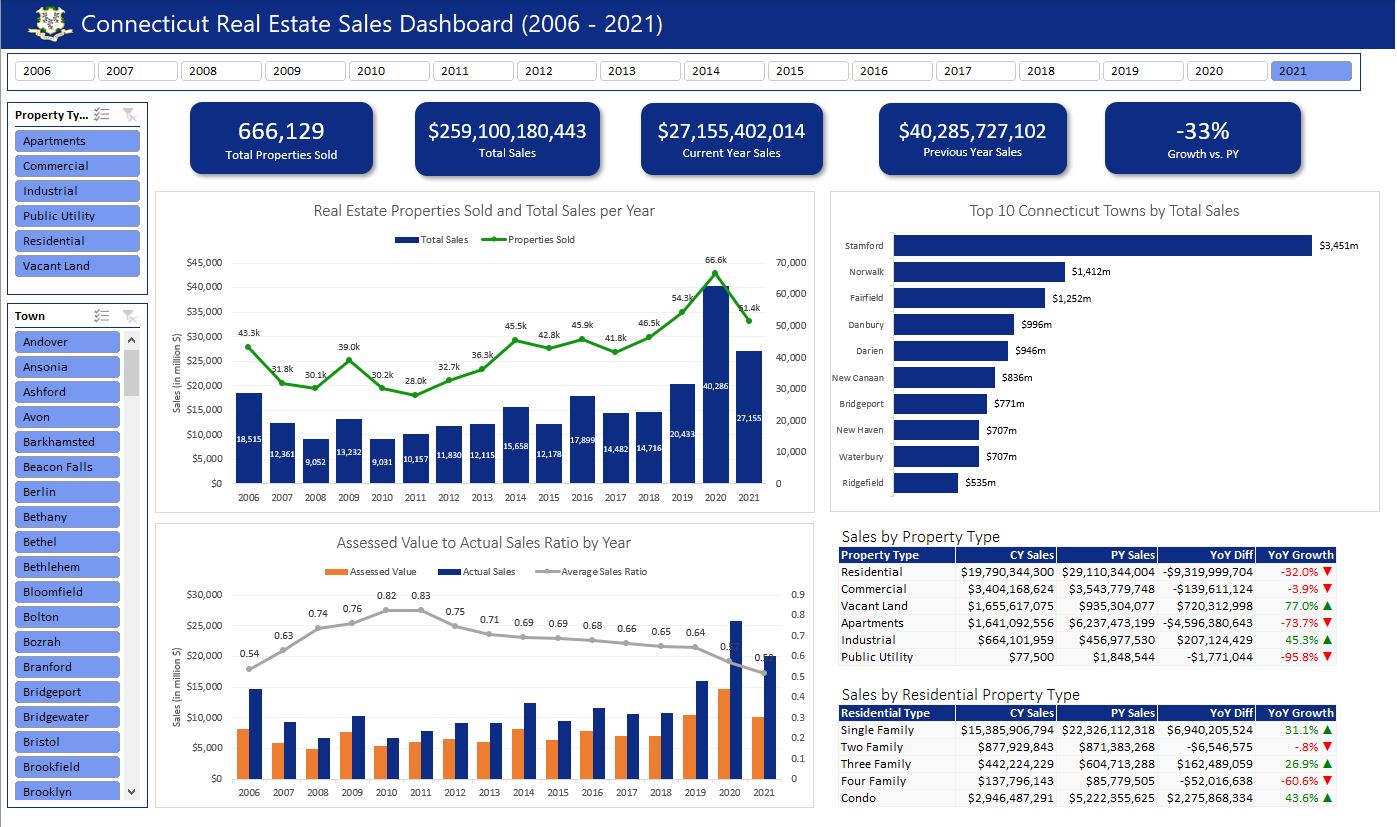 Connecticut Real Estate Sales Dashboard (2006 - 2021)
2006 2007 2008 2009 2010 2011 2012 2013 2014 2015 2016 2017 2018 2019 2020 2021
Property Ty...
Apartments
Commercial
Industrial
Public Utility
Residential
Vacant Land
Town
Andover
Ansonia
Ashford
Avon
Barkhamsted
Beacon Falls
Berlin
Bethany
Bethel
Bethlehem
Bloomfield
Bolton
Bozrah
Branford
Bridgeport
Bridgewater
Bristol
Brookfield
Brooklyn
666,129
Total Properties Sold
$259,100,180,443
Total Sales
$27,155,402,014
Current Year Sales
$40,285,727,102
Previous Year Sales
-33%
Growth vs. PY
Real Estate Properties Sold and Total Sales per Year
Total Sales Properties Sold
Sales (in million $)
$45,000
$40,000
$35,000
$30,000
$25,000
$20,000
$15,000
$10,000
$5,000
$0
70,000
60,000
50,000
40,000
30,000
20,000
10,000
0
43.3k 31.8k 30.1k 39.0k 30.2k 28.0k 32.7k 36.3k 45.5k 42.8k 45.9k 41.8k 46.5k 54.3k 66.6k 51.4k
18,515 12,361 9,052 13,232 9,031 10,157 11,830 12,115 15,658 12,178 17,899 14,482 14,716 20,433 40,286 27,155
2006 2007 2008 2009 2010 2011 2012 2013 2014 2015 2016 2017 2018 2019 2020 2021
Top 10 Connecticut Towns by Total Sales
Stamford $3,451m
Norwalk $1,412m
Fairfield $1,252m
Danbury $996m
Darien $946m
New Canaan $836m
Bridgeport $771m
New Haven $707m
Waterbury $707m
Ridgefield $535m
Assessed Value to Actual Sales Ratio by Year
Assessed Value Actual Sales Average Sales Ratio
Sales (in million $)
$30,000
$25,000
$20,000
$15,000
$10,000
$5,000
$0
0.9
0.8
0.7
0.6
0.5
0.4
0.3
0.2
0.1
0
0.54 0.63 0.74 0.76 0.82 0.83 0.75 0.71 0.69 0.69 0.68 0.66 0.65 0.64
2006 2007 2008 2009 2010 2011 2012 2013 2014 2015 2016 2017 2018 2019 2020 2021
Sales by Property Type
Property Type CY Sales PY Sales YoY Diff YoY Growth
Residential $19,790,344,300 $29,110,344,004 -$9,319,999,704 -32.0% ▼
Commercial $3,404,168,624 $3,543,779,748 -$139,611,124 -3.9% ▼
Vacant Land $1,655,617,075 $935,304,077 $720,312,998 77.0% ▲
Apartments $1,641,092,556 $6,237,473,199 -$4,596,380,643 -73.7% ▼
Industrial $664,101,959 $456,977,530 $207,124,429 45.3% ▲
Public Utility $77,500 $1,848,544 -$1,771,044 -95.8% ▼
Sales by Residential Property Type
Residential Type CY Sales PY Sales YoY Diff YoY Growth
Single Family $15,385,906,794 $22,326,112,318 $6,940,205,524 31.1% ▲
Two Family $877,929,843 $871,383,268 -$6,546,575 -.8% ▼
Three Family $442,224,229 $604,713,288 $162,489,059 26.9% ▲
Four Family $137,796,143 $85,779,505 -$52,016,638 -60.6% ▼
Condo $2,946,487,291 $5,222,355,625 $2,275,868,334 43.6% ▲